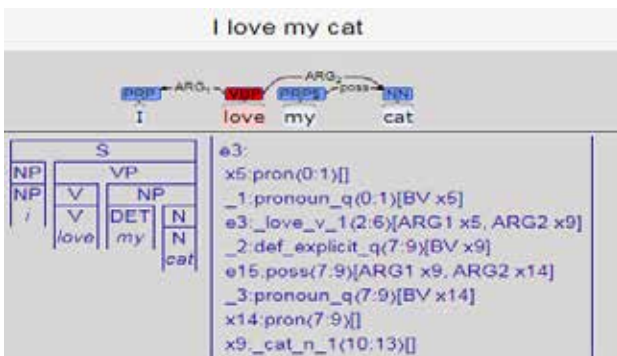 I love my cat
ARG₁ ARG₂ poss
PRP VBP PRP$ NN
I love my cat
S
NP VP
NP V NP
i V DET N
love my N
cat
e3:
x5:pron(0:1)[]
_1:pronoun_q(0:1)[BV x5]
e3:_love_v_1(2:6)[ARG1 x5, ARG2 x9]
_2:def_explicit_q(7:9)[BV x9]
e15:poss(7:9)[ARG1 x9, ARG2 x14]
_3:pronoun_q(7:9)[BV x14]
x14:pron(7:9)[]
x9:_cat_n_1(10:13)[]